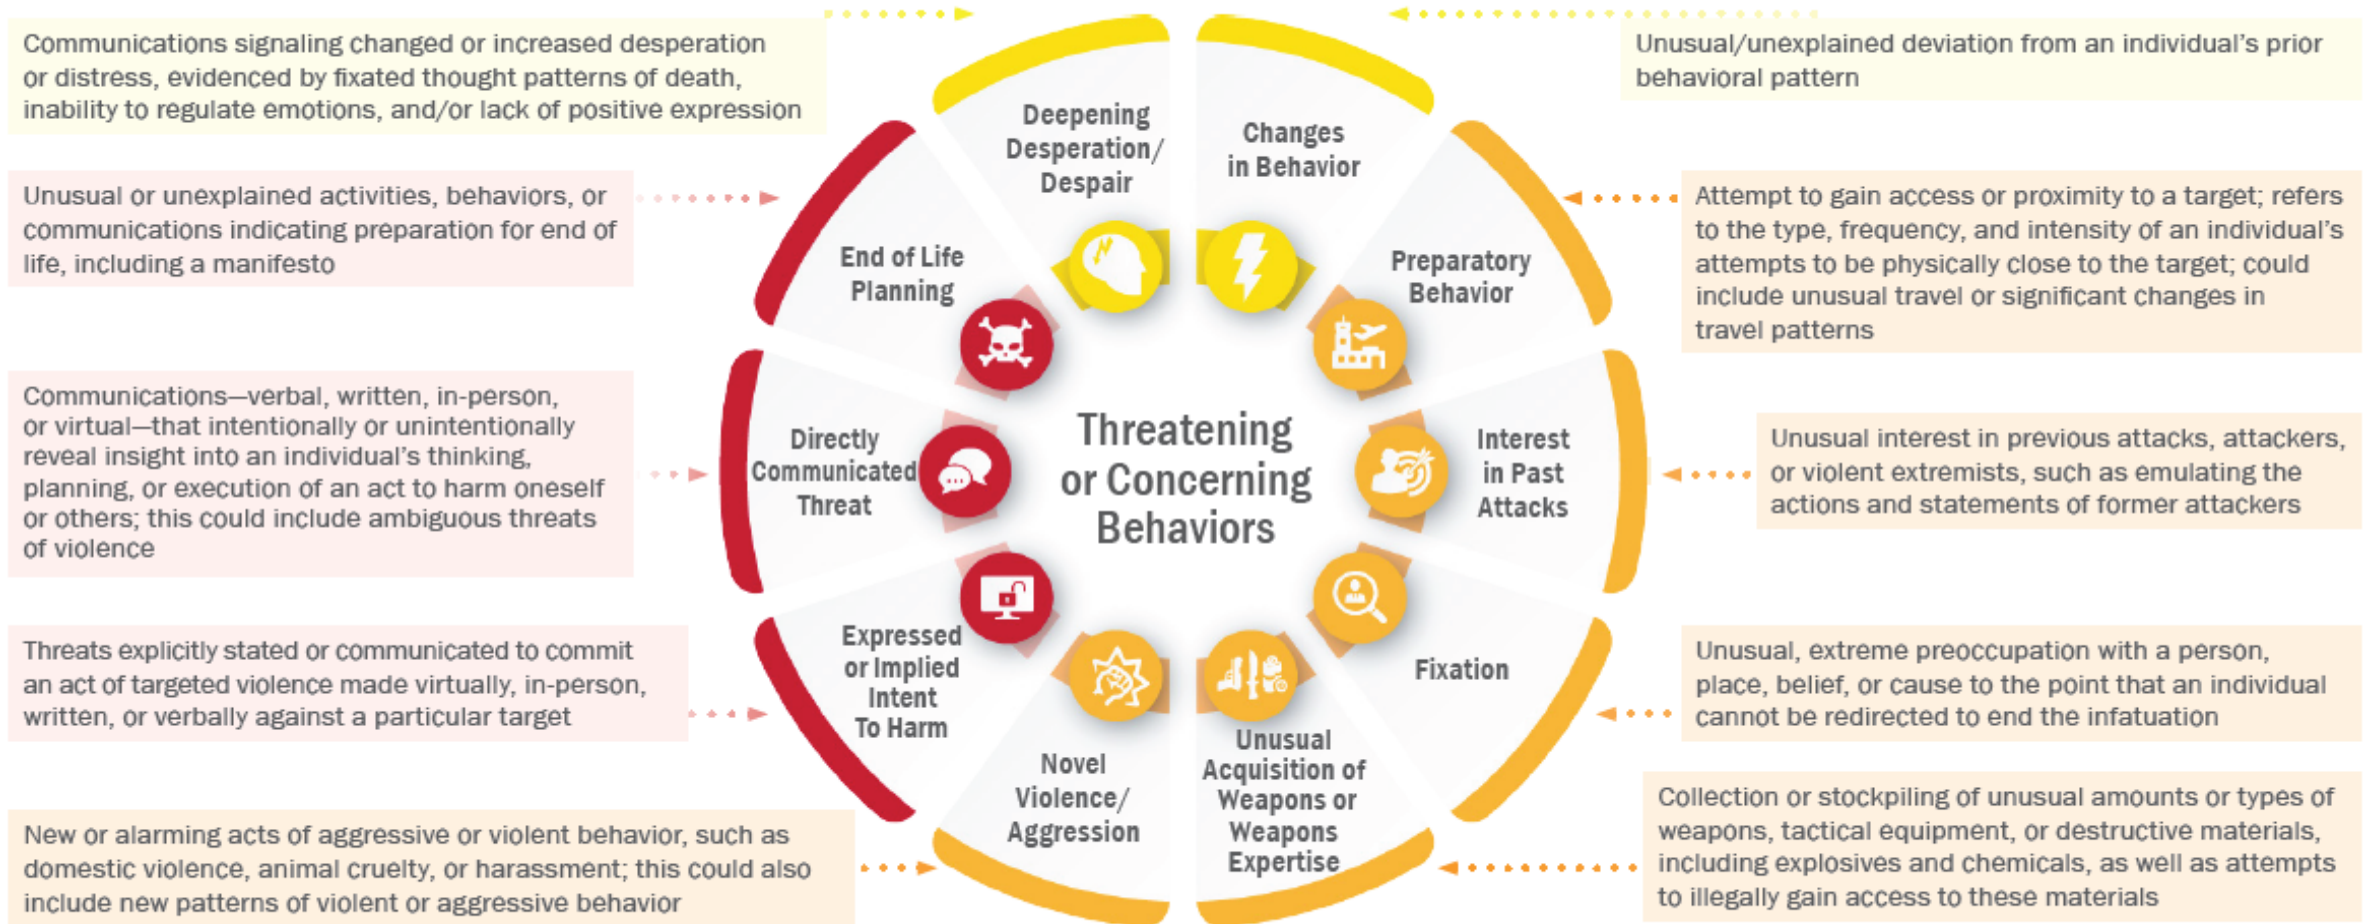 Communications signaling changed or increased desperation
or distress, evidenced by fixated thought patterns of death,
inability to regulate emotions, and/or lack of positive expression
Unusual or unexplained activities, behaviors, or
communications indicating preparation for end of
life, including a manifesto
Communications—verbal, written, in-person,
or virtual—that intentionally or unintentionally
reveal insight into an individual's thinking,
planning, or execution of an act to harm oneself
or others; this could include ambiguous threats
of violence
Threats explicitly stated or communicated to commit
an act of targeted violence made virtually, in-person,
written, or verbally against a particular target
New or alarming acts of aggressive or violent behavior, such as
domestic violence, animal cruelty, or harassment; this could also
include new patterns of violent or aggressive behavior
Deepening
Desperation/
Despair
Changes
in Behavior
End of Life
Planning
Preparatory
Behavior
Directly
Communicated
Threat
Threatening
or Concerning
Behaviors
Interest
in Past
Attacks
Expressed
or Implied
Intent
To Harm
Fixation
Novel
Violence/
Aggression
Unusual
Acquisition of
Weapons or
Weapons
Expertise
Unusual/unexplained deviation from an individual's prior
behavioral pattern
Attempt to gain access or proximity to a target; refers
to the type, frequency, and intensity of an individual's
attempts to be physically close to the target; could
include unusual travel or significant changes in
travel patterns
Unusual interest in previous attacks, attackers,
or violent extremists, such as emulating the
actions and statements of former attackers
Unusual, extreme preoccupation with a person,
place, belief, or cause to the point that an individual
cannot be redirected to end the infatuation
Collection or stockpiling of unusual amounts or types of
weapons, tactical equipment, or destructive materials,
including explosives and chemicals, as well as attempts
to illegally gain access to these materials